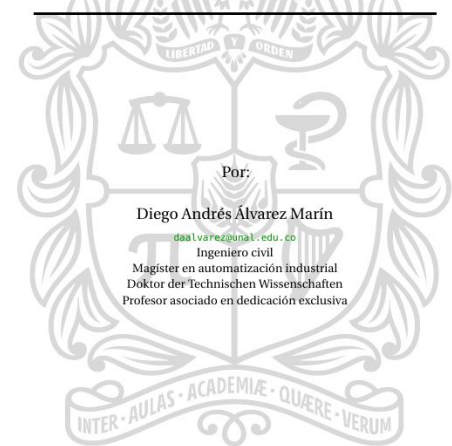 LIBERTAD Y ORDEN
Por:
Diego Andrés Álvarez Marín
daalvarez@unal.edu.co
Ingeniero civil
Magíster en automatización industrial
Doktor der Technischen Wissenschaften
Profesor asociado en dedicación exclusiva
INTER · AULAS · ACADEMIÆ · QUÆRE · VERUM